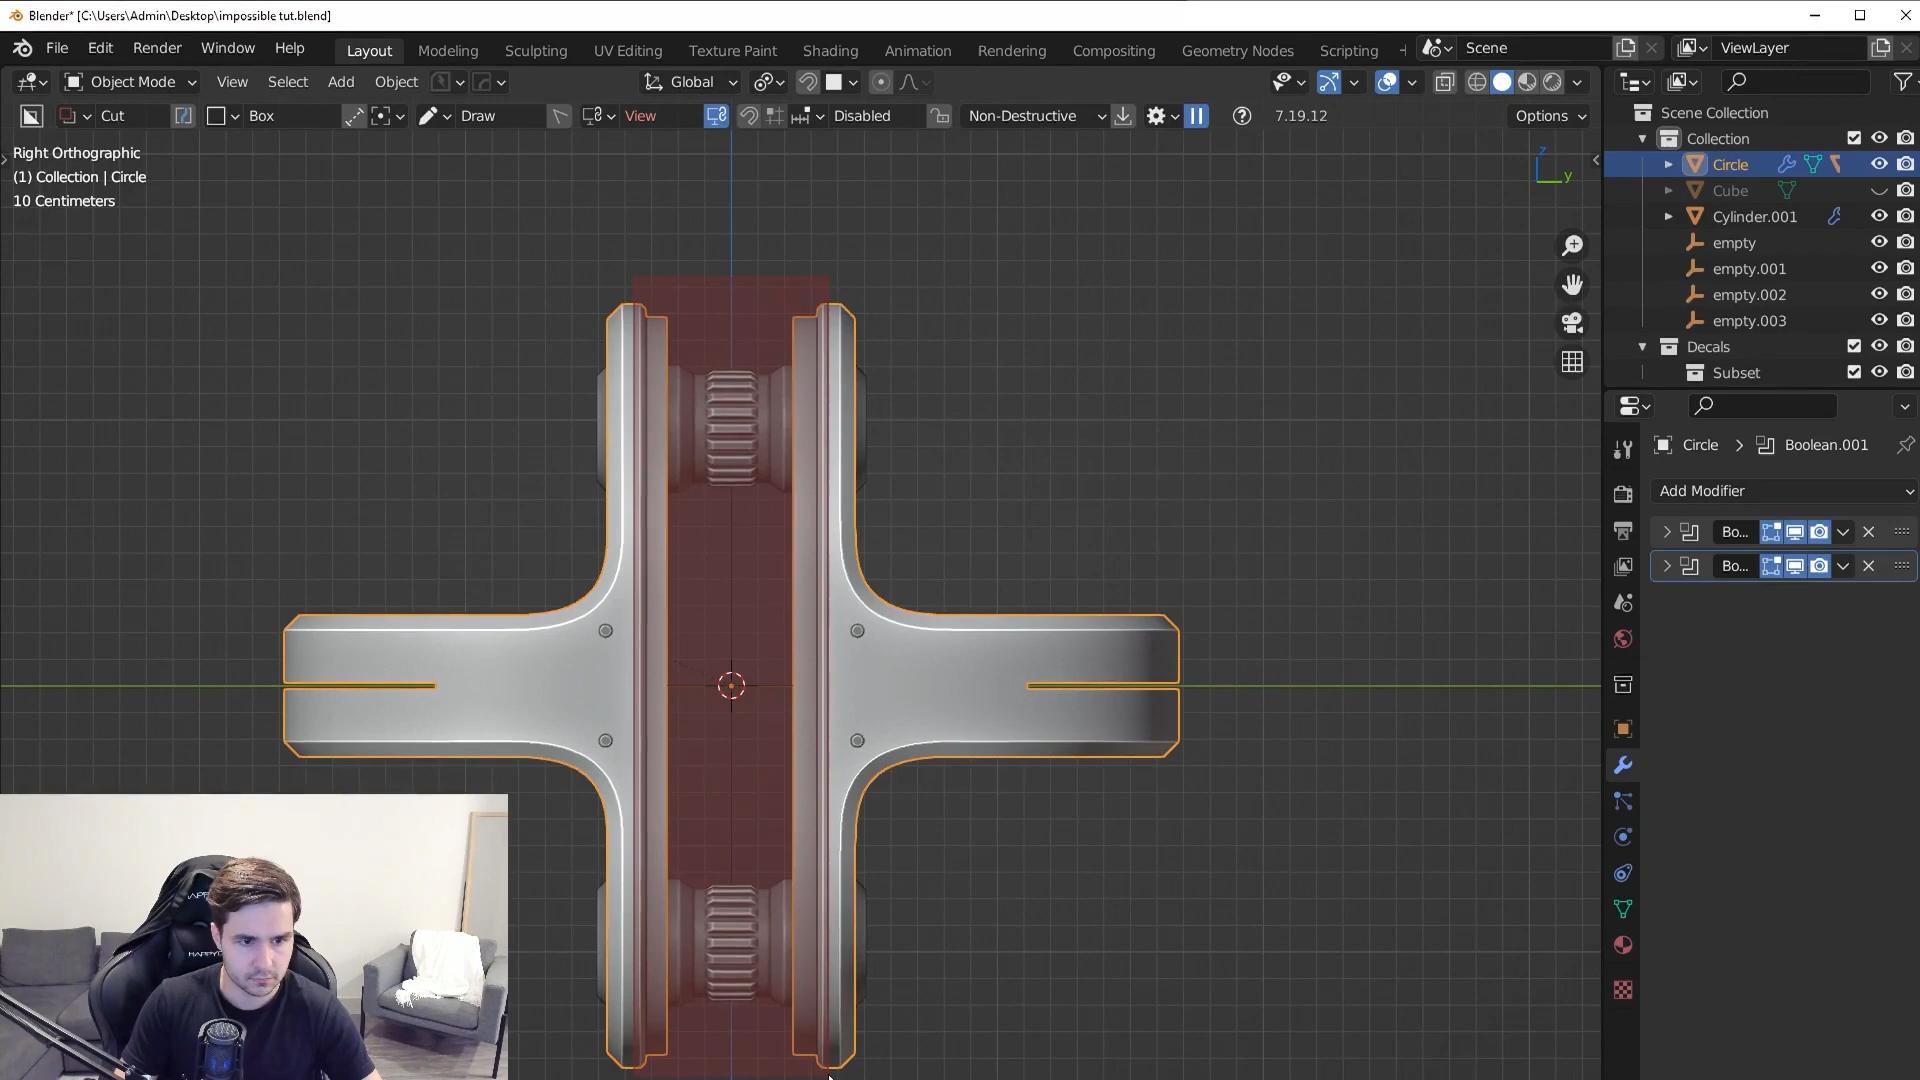 Blender* [C:\Users\Admin\Desktop\impossible tut.blend]
File Edit Render Window Help Layout Modeling Sculpting UV Editing Texture Paint Shading Animation Rendering Compositing Geometry Nodes Scripting Scene ViewLayer
Object Mode View Select Add Object Global
Cut Box Draw View Disabled Non-Destructive 7.19.12 Options
Right Orthographic
(1) Collection | Circle
10 Centimeters
z
y
Scene Collection
Collection
Circle
Cube
Cylinder.001
empty
empty.001
empty.002
empty.003
Decals
Subset
Circle > Boolean.001
Add Modifier
Bo...
Bo...